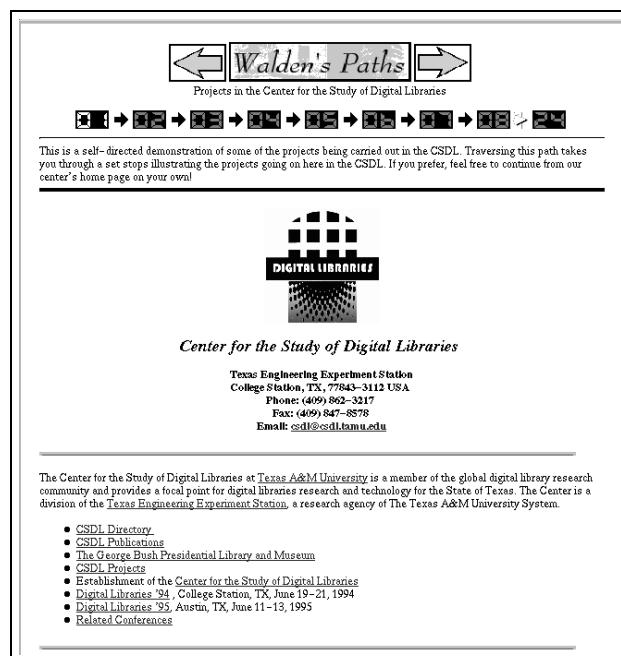 Walden's Paths
Projects in the Center for the Study of Digital Libraries
01 02 03 04 05 06 07 08 24
This is a self-directed demonstration of some of the projects being carried out in the CSDL. Traversing this path takes
you through a set stops illustrating the projects going on here in the CSDL. If you prefer, feel free to continue from our
center's home page on your own!
DIGITAL LIBRARIES
Center for the Study of Digital Libraries
Texas Engineering Experiment Station
College Station, TX, 77843-3112 USA
Phone: (409) 862-3217
Fax: (409) 847-8578
Email: csdl@csdl.tamu.edu
The Center for the Study of Digital Libraries at Texas A&M University is a member of the global digital library research
community and provides a focal point for digital libraries research and technology for the State of Texas. The Center is a
division of the Texas Engineering Experiment Station, a research agency of The Texas A&M University System.
CSDL Directory
CSDL Publications
The George Bush Presidential Library and Museum
CSDL Projects
Establishment of the Center for the Study of Digital Libraries
Digital Libraries '94 , College Station, TX, June 19-21, 1994
Digital Libraries '95, Austin, TX, June 11-13, 1995
Related Conferences